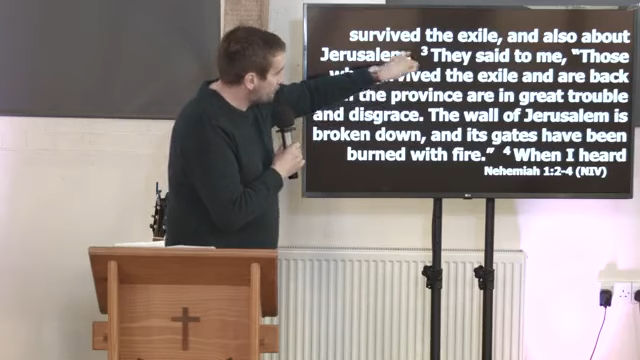 survived the exile, and also about
Jerusalem. 3 They said to me, “Those
who survived the exile and are back
the province are in great trouble
and disgrace. The wall of Jerusalem is
broken down, and its gates have been
burned with fire.” 4 When I heard
Nehemiah 1:2-4 (NIV)